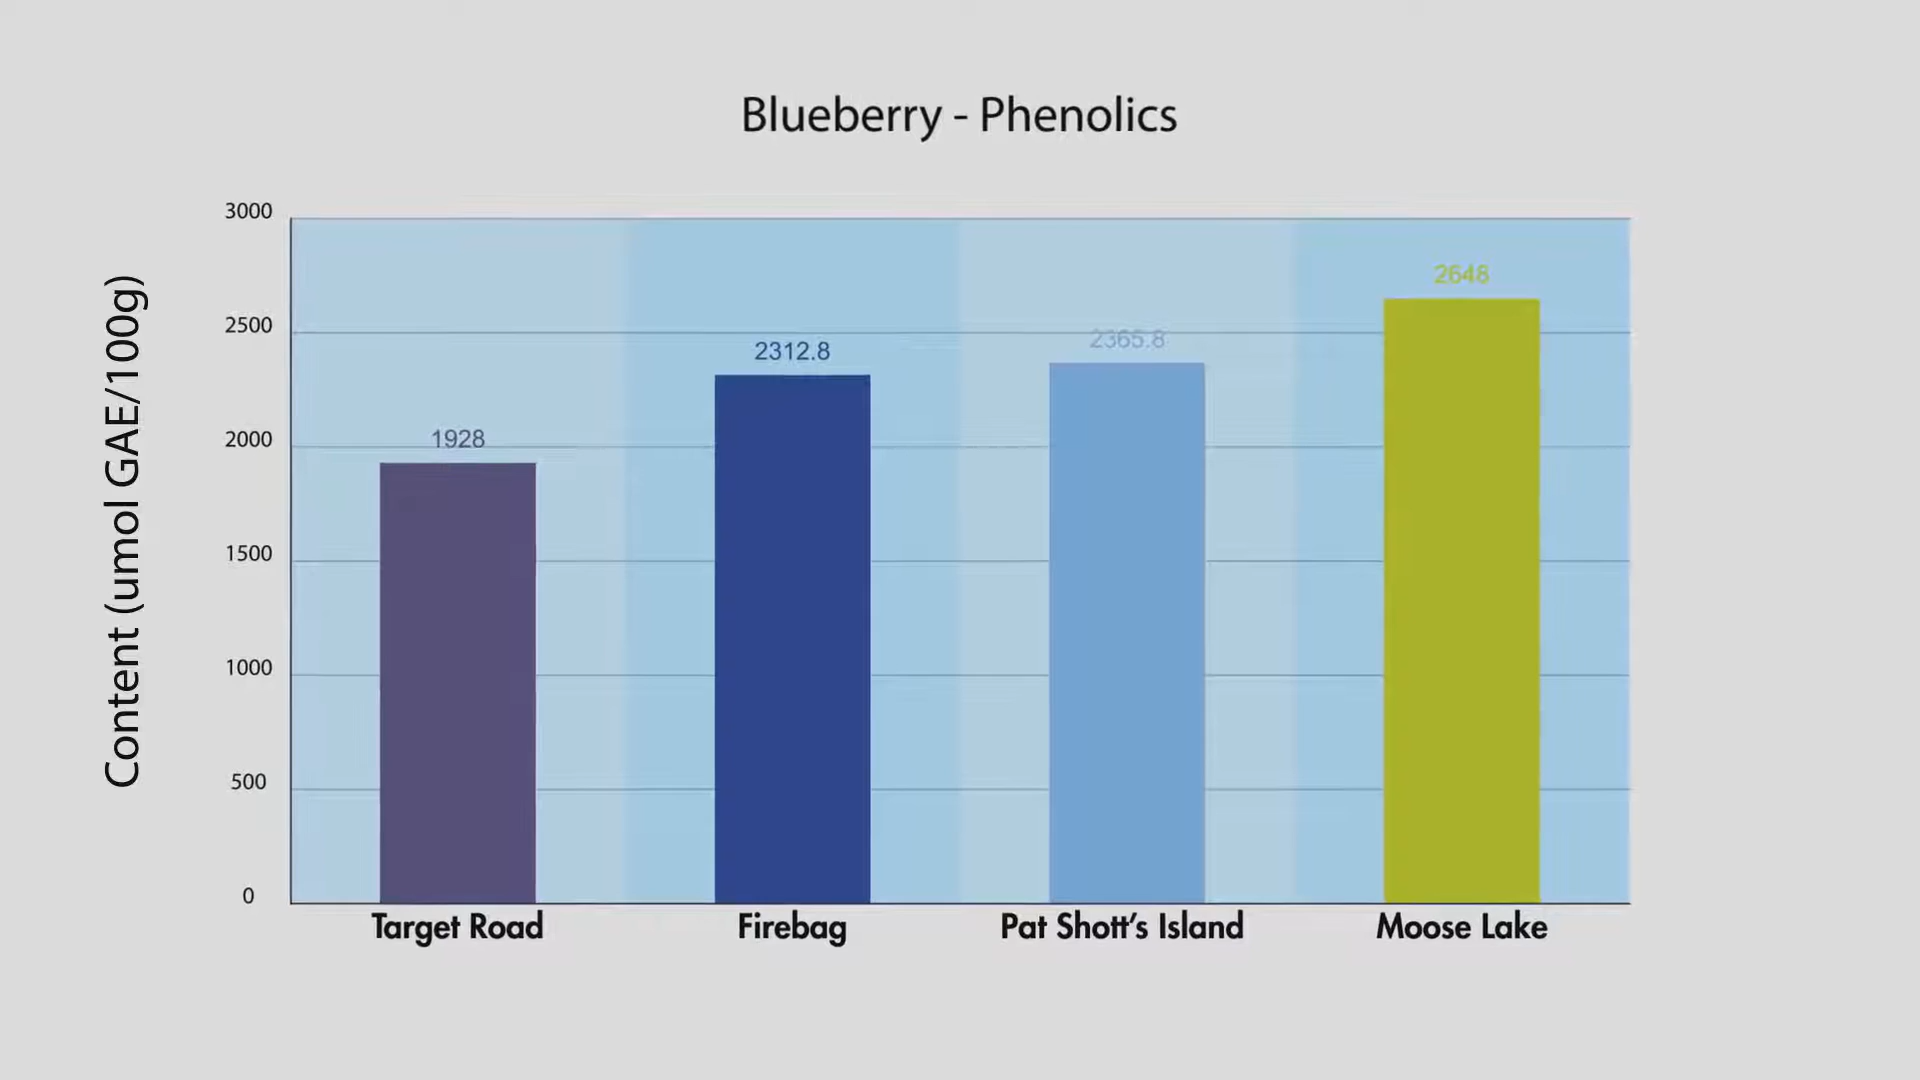 Blueberry - Phenolics
Content (umol GAE/100g)
3000
2500
2000
1500
1000
500
0
1928
2312.8
2365.8
2648
Target Road
Firebag
Pat Shott's Island
Moose Lake